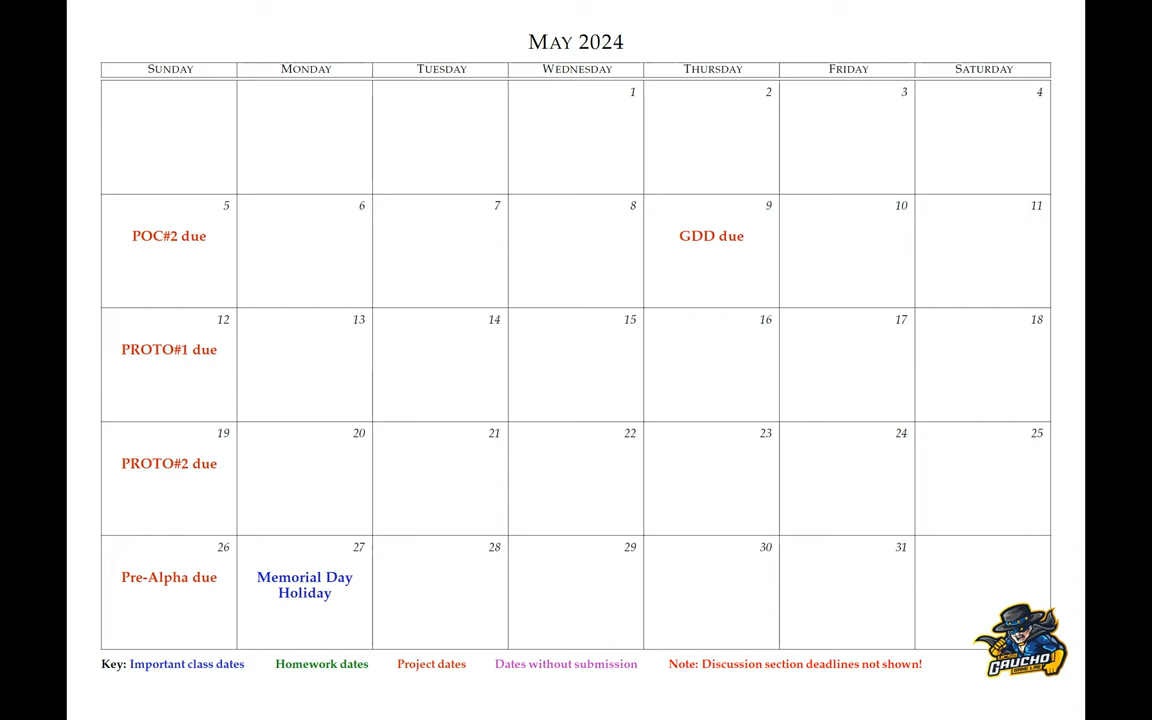 MAY 2024
SUNDAY MONDAY TUESDAY WEDNESDAY THURSDAY FRIDAY SATURDAY
1 2 3 4
5 6 7 8 9 10 11
POC#2 due GDD due
12 13 14 15 16 17 18
PROTO#1 due
19 20 21 22 23 24 25
PROTO#2 due
26 27 28 29 30 31
Pre-Alpha due Memorial Day
Holiday
Key: Important class dates Homework dates Project dates Dates without submission Note: Discussion section deadlines not shown!
GAUCHO